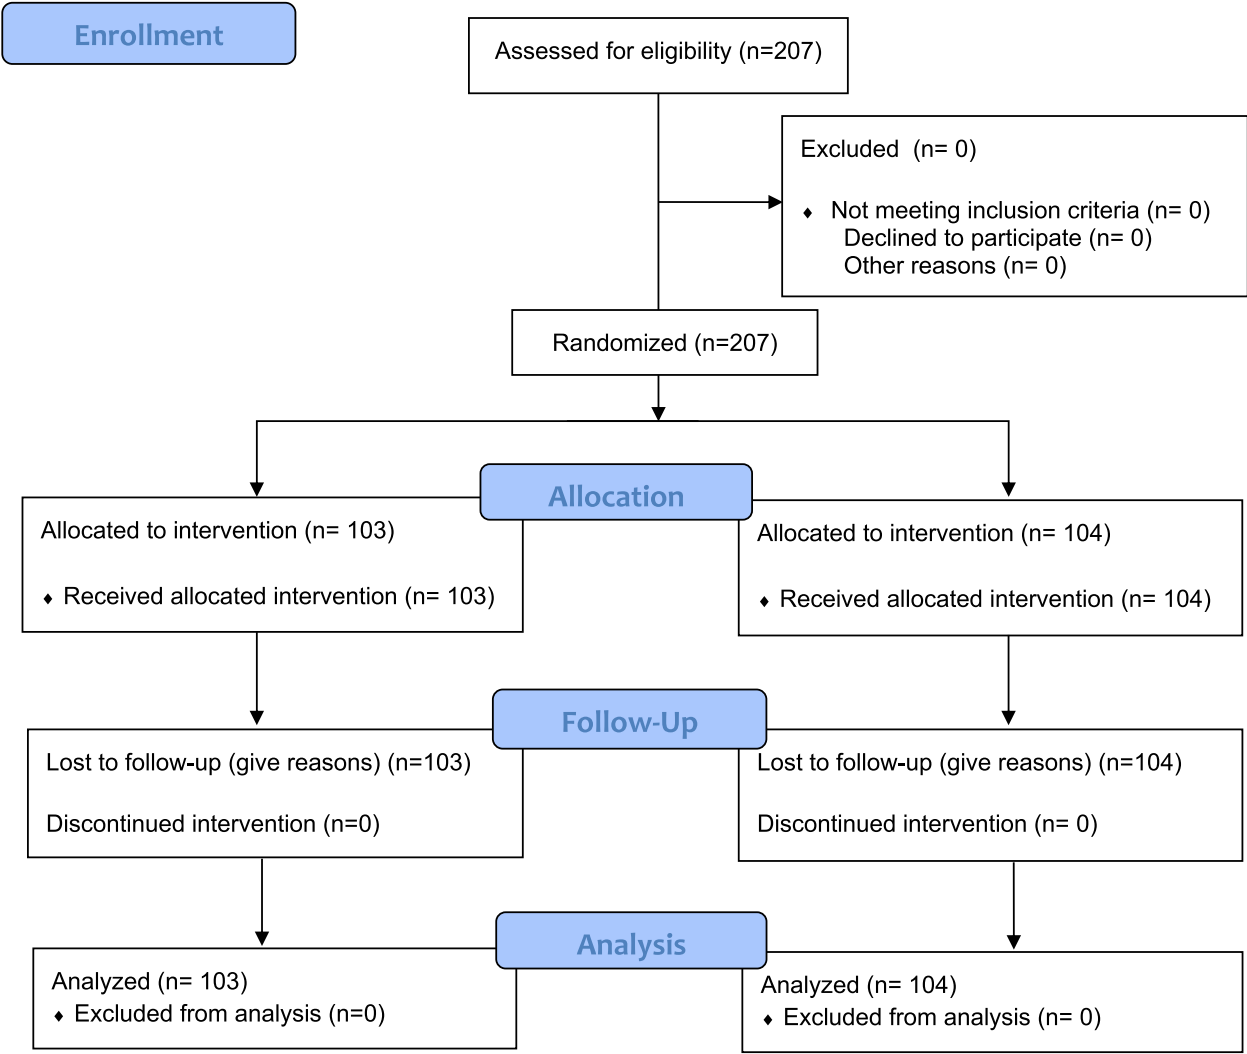 Enrollment
Assessed for eligibility (n=207)
Excluded (n= 0)
♦ Not meeting inclusion criteria (n= 0)
Declined to participate (n= 0)
Other reasons (n= 0)
Randomized (n=207)
Allocation
Allocated to intervention (n= 103)
♦ Received allocated intervention (n= 103)
Allocated to intervention (n= 104)
♦ Received allocated intervention (n= 104)
Follow-Up
Lost to follow-up (give reasons) (n=103)
Discontinued intervention (n=0)
Lost to follow-up (give reasons) (n=104)
Discontinued intervention (n= 0)
Analysis
Analyzed (n= 103)
♦ Excluded from analysis (n=0)
Analyzed (n= 104)
♦ Excluded from analysis (n= 0)